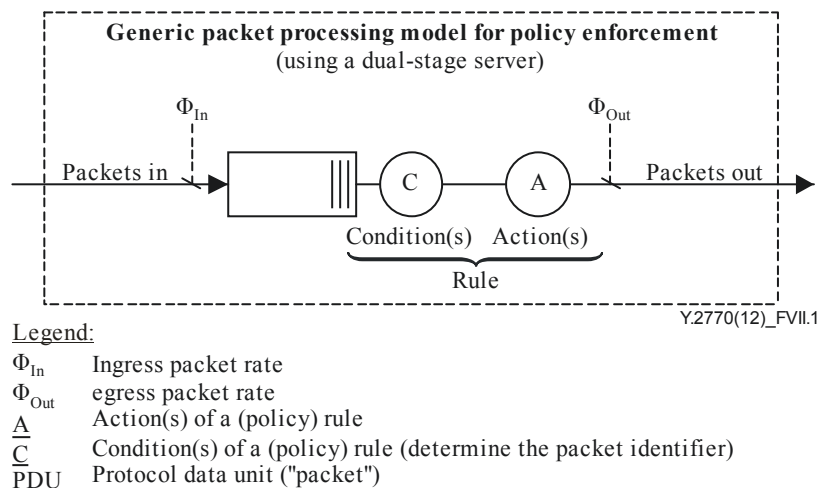 Generic packet processing model for policy enforcement
(using a dual-stage server)
Φ_In
Φ_Out
Packets in
C
A
Packets out
Condition(s) Action(s)
Rule
Y.2770(12)_FVII.1
Legend:
Φ_In Ingress packet rate
Φ_Out egress packet rate
A Action(s) of a (policy) rule
C Condition(s) of a (policy) rule (determine the packet identifier)
PDU Protocol data unit ("packet")